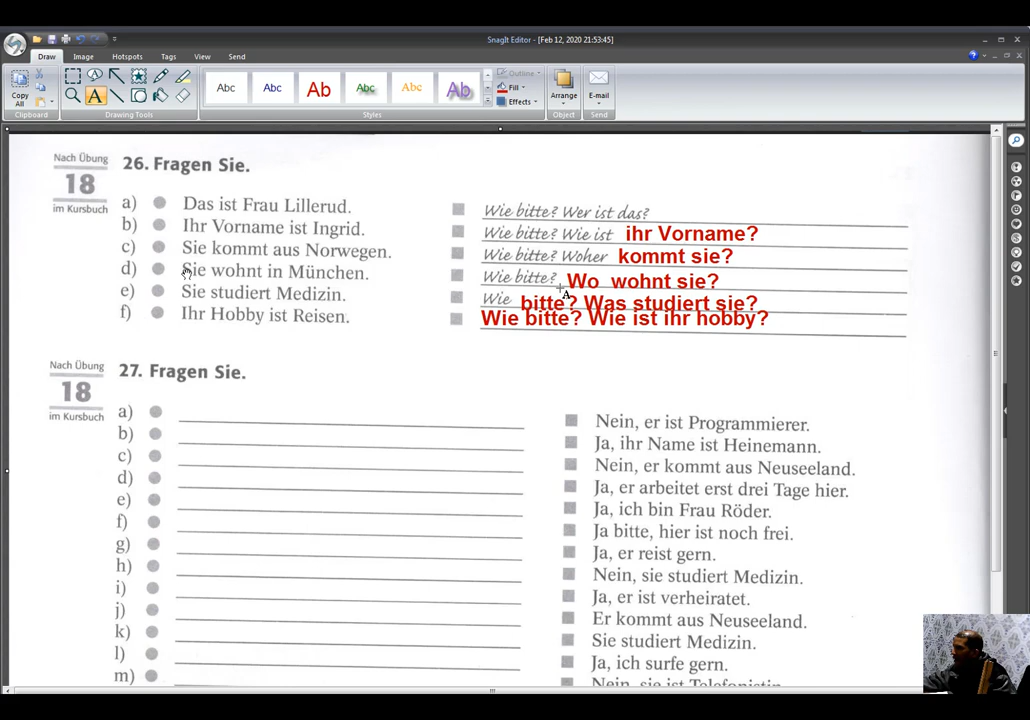 SnagIt Editor - [Feb 12, 2020 21:53:45]
Draw Image Hotspots Tags View Send
Copy All
Clipboard
Drawing Tools
Abc Abc Abc Abc Abc Abc
Styles
Outline
Fill
Effects
Arrange
Object
E-mail
Send
Nach Übung
18
im Kursbuch
26. Fragen Sie.
a) Das ist Frau Lillerud. Wie bitte? Wer ist das?
b) Ihr Vorname ist Ingrid. Wie bitte? Wie ist ihr Vorname?
c) Sie kommt aus Norwegen. Wie bitte? Woher kommt sie?
d) Sie wohnt in München. Wie bitte? Wo wohnt sie?
e) Sie studiert Medizin. Wie bitte? Was studiert sie?
f) Ihr Hobby ist Reisen. Wie bitte? Wie ist ihr hobby?
Nach Übung
18
im Kursbuch
27. Fragen Sie.
a) Nein, er ist Programmierer.
b) Ja, ihr Name ist Heinemann.
c) Nein, er kommt aus Neuseeland.
d) Ja, er arbeitet erst drei Tage hier.
e) Ja, ich bin Frau Röder.
f) Ja bitte, hier ist noch frei.
g) Ja, er reist gern.
h) Nein, sie studiert Medizin.
i) Ja, er ist verheiratet.
j) Er kommt aus Neuseeland.
k) Sie studiert Medizin.
l) Ja, ich surfe gern.
m) Nein, sie ist Telefonistin